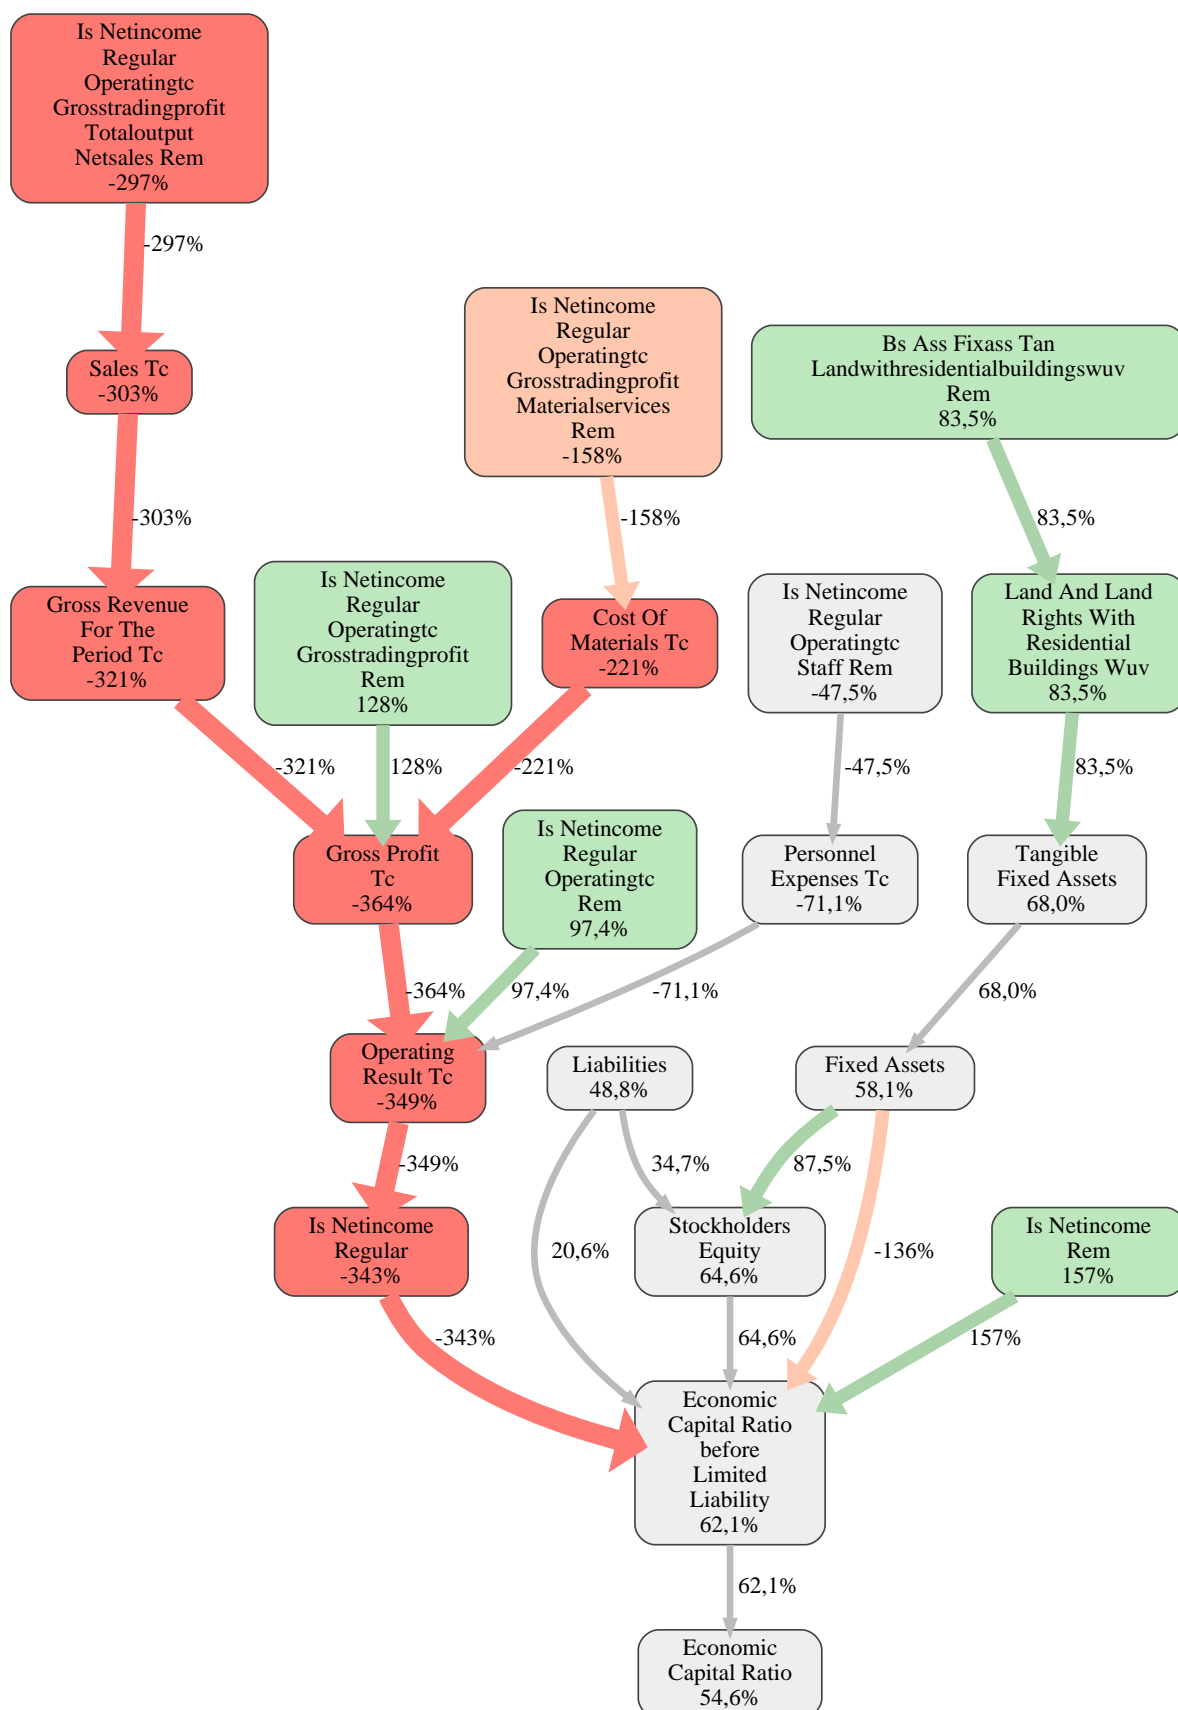 Is Netincome
Regular
Operatingtc
Grosstradingprofit
Totaloutput
Netsales Rem
-297%
-297%
Sales Tc
-303%
Is Netincome
Regular
Operatingtc
Grosstradingprofit
Materialservices
Rem
-158%
Bs Ass Fixass Tan
Landwithresidentialbuildingswuv
Rem
83,5%
-303%
-158%
83,5%
Gross Revenue
For The
Period Tc
-321%
Is Netincome
Regular
Operatingtc
Grosstradingprofit
Rem
128%
Cost Of
Materials Tc
-221%
Is Netincome
Regular
Operatingtc
Staff Rem
-47,5%
Land And Land
Rights With
Residential
Buildings Wuv
83,5%
-321%
128%
-221%
-47,5%
83,5%
Gross Profit
Tc
-364%
Is Netincome
Regular
Operatingtc
Rem
97,4%
Personnel
Expenses Tc
-71,1%
Tangible
Fixed Assets
68,0%
-364%
97,4%
-71,1%
68,0%
Operating
Result Tc
-349%
Liabilities
48,8%
Fixed Assets
58,1%
-349%
34,7%
87,5%
Is Netincome
Regular
-343%
20,6%
Stockholders
Equity
64,6%
-136%
Is Netincome
Rem
157%
-343%
64,6%
157%
Economic
Capital Ratio
before
Limited
Liability
62,1%
62,1%
Economic
Capital Ratio
54,6%